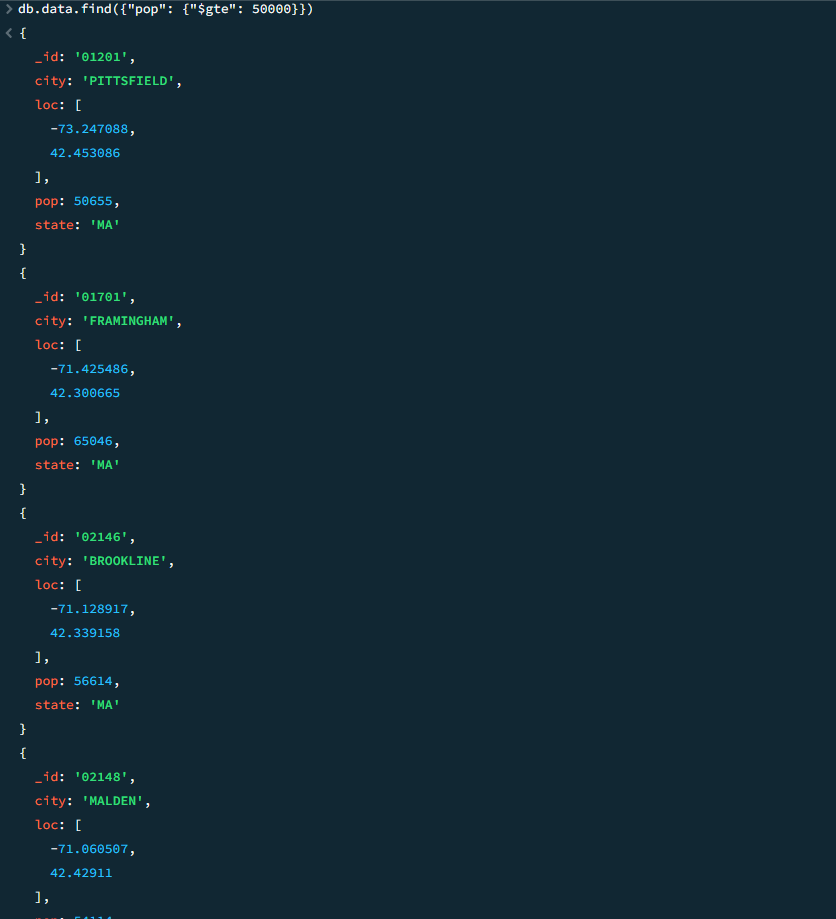 > db.data.find({"pop": {"$gte": 50000}})
< {
_id: '01201',
city: 'PITTSFIELD',
loc: [
-73.247088,
42.453086
],
pop: 50655,
state: 'MA'
}
{
_id: '01701',
city: 'FRAMINGHAM',
loc: [
-71.425486,
42.300665
],
pop: 65046,
state: 'MA'
}
{
_id: '02146',
city: 'BROOKLINE',
loc: [
-71.128917,
42.339158
],
pop: 56614,
state: 'MA'
}
{
_id: '02148',
city: 'MALDEN',
loc: [
-71.060507,
42.42911
],